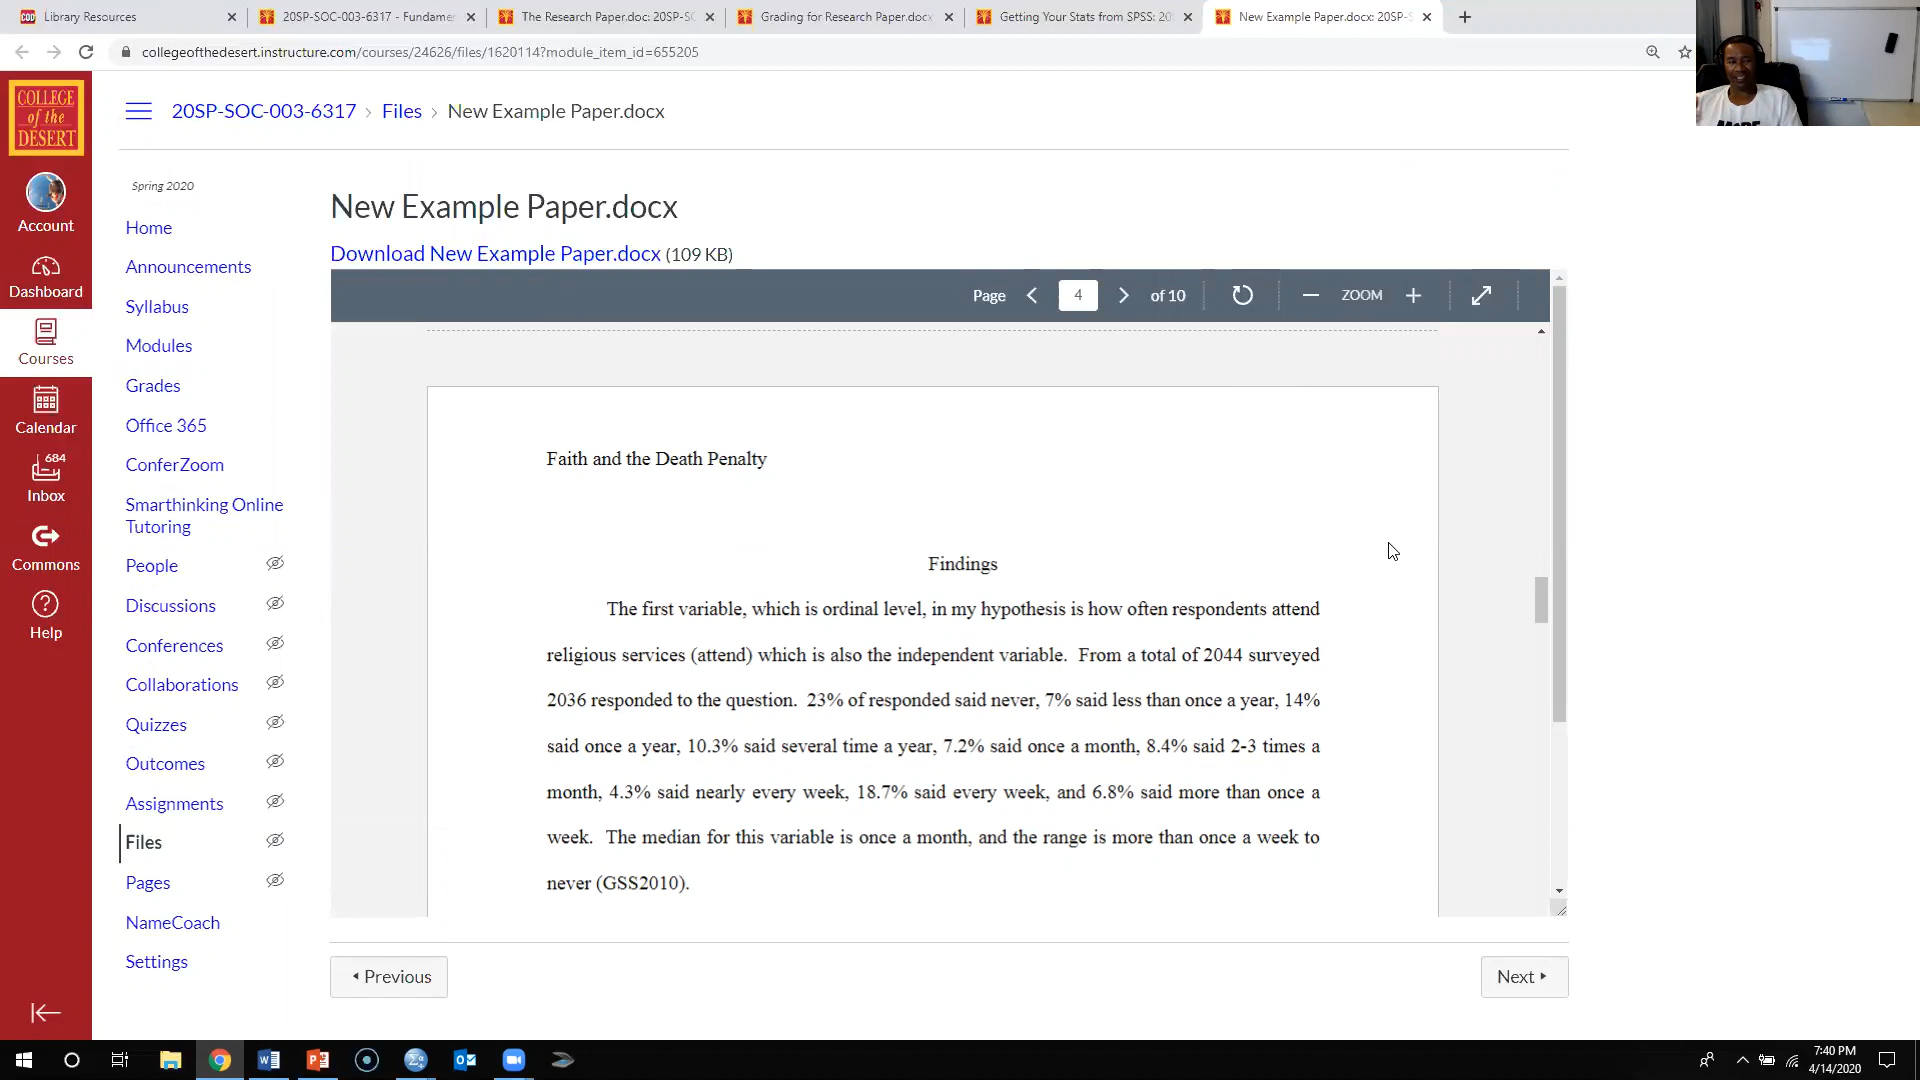 Library Resources
20SP-SOC-003-6317 - Fundamer
The Research Paper.doc: 20SP-SC
Grading for Research Paper.docx
Getting Your Stats from SPSS: 20
New Example Paper.docx: 20SP-S
collegeofthedesert.instructure.com/courses/24626/files/1620114?module_item_id=655205
COLLEGE
of the
DESERT
Account
Dashboard
Courses
Calendar
684
Inbox
Commons
Help
20SP-SOC-003-6317 › Files › New Example Paper.docx
Spring 2020
Home
Announcements
Syllabus
Modules
Grades
Office 365
ConferZoom
Smarthinking Online
Tutoring
People
Discussions
Conferences
Collaborations
Quizzes
Outcomes
Assignments
Files
Pages
NameCoach
Settings
New Example Paper.docx
Download New Example Paper.docx (109 KB)
Page 4 of 10 ZOOM
Faith and the Death Penalty
Findings
The first variable, which is ordinal level, in my hypothesis is how often respondents attend
religious services (attend) which is also the independent variable. From a total of 2044 surveyed
2036 responded to the question. 23% of responded said never, 7% said less than once a year, 14%
said once a year, 10.3% said several time a year, 7.2% said once a month, 8.4% said 2-3 times a
month, 4.3% said nearly every week, 18.7% said every week, and 6.8% said more than once a
week. The median for this variable is once a month, and the range is more than once a week to
never (GSS2010).
Previous
Next
7:40 PM
4/14/2020